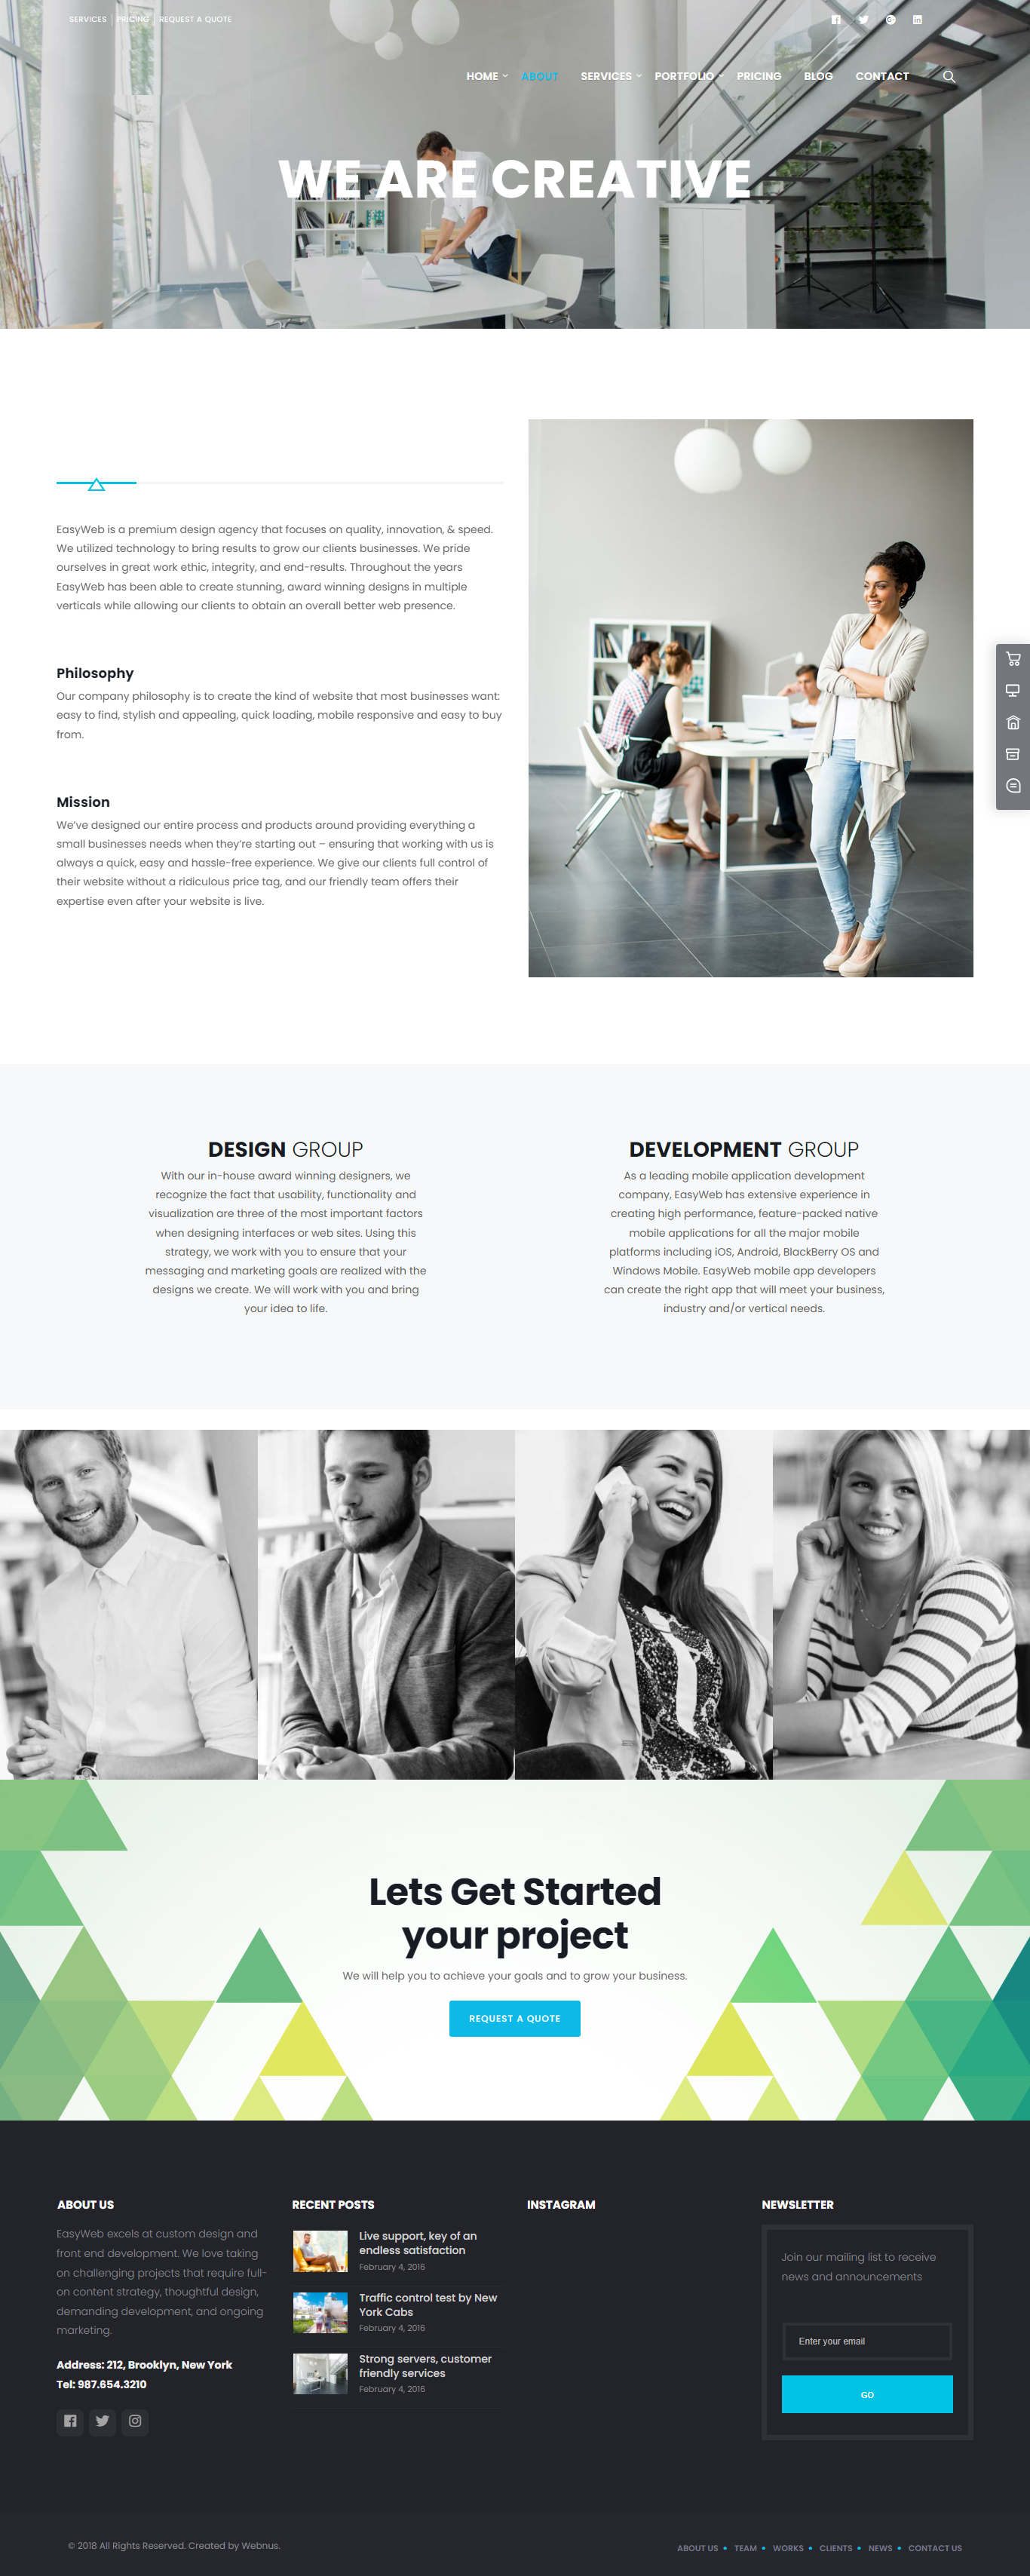 SERVICES PRICING REQUEST A QUOTE
HOME ABOUT SERVICES PORTFOLIO PRICING BLOG CONTACT
WE ARE CREATIVE
EasyWeb is a premium design agency that focuses on quality, innovation, & speed.
We utilized technology to bring results to grow our clients businesses. We pride
ourselves in great work ethic, integrity, and end-results. Throughout the years
EasyWeb has been able to create stunning, award winning designs in multiple
verticals while allowing our clients to obtain an overall better web presence.
Philosophy
Our company philosophy is to create the kind of website that most businesses want:
easy to find, stylish and appealing, quick loading, mobile responsive and easy to buy
from.
Mission
We've designed our entire process and products around providing everything a
small businesses needs when they're starting out – ensuring that working with us is
always a quick, easy and hassle-free experience. We give our clients full control of
their website without a ridiculous price tag, and our friendly team offers their
expertise even after your website is live.
DESIGN GROUP
With our in-house award winning designers, we
recognize the fact that usability, functionality and
visualization are three of the most important factors
when designing interfaces or web sites. Using this
strategy, we work with you to ensure that your
messaging and marketing goals are realized with the
designs we create. We will work with you and bring
your idea to life.
DEVELOPMENT GROUP
As a leading mobile application development
company, EasyWeb has extensive experience in
creating high performance, feature-packed native
mobile applications for all the major mobile
platforms including iOS, Android, BlackBerry OS and
Windows Mobile. EasyWeb mobile app developers
can create the right app that will meet your business,
industry and/or vertical needs.
Lets Get Started
your project
We will help you to achieve your goals and to grow your business.
REQUEST A QUOTE
ABOUT US
EasyWeb excels at custom design and
front end development. We love taking
on challenging projects that require full-
on content strategy, thoughtful design,
demanding development, and ongoing
marketing.
Address: 212, Brooklyn, New York
Tel: 987.654.3210
RECENT POSTS
Live support, key of an
endless satisfaction
February 4, 2016
Traffic control test by New
York Cabs
February 4, 2016
Strong servers, customer
friendly services
February 4, 2016
INSTAGRAM
NEWSLETTER
Join our mailing list to receive
news and announcements
Enter your email
GO
© 2018 All Rights Reserved. Created by Webnus.
ABOUT US • TEAM • WORKS • CLIENTS • NEWS • CONTACT US